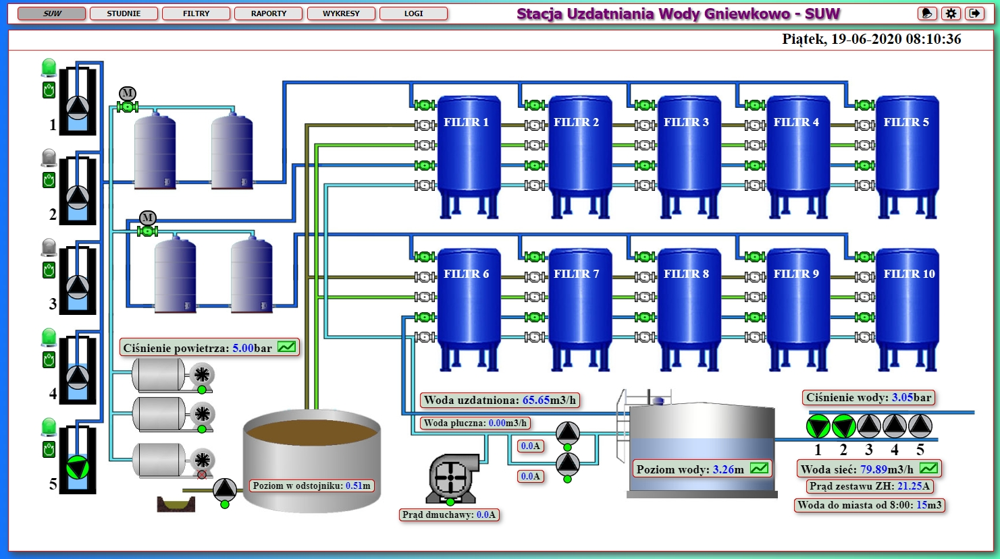 SUW STUDNIE FILTRY RAPORTY WYKRESY LOGI
Stacja Uzdatniania Wody Gniewkowo - SUW
Piątek, 19-06-2020 08:10:36
M
1
FILTR 1 FILTR 2 FILTR 3 FILTR 4 FILTR 5
2
M
3
FILTR 6 FILTR 7 FILTR 8 FILTR 9 FILTR 10
Ciśnienie powietrza: 5.00bar
4
Woda uzdatniona: 65.65m3/h
Ciśnienie wody: 3.05bar
Woda płuczna: 0.00m3/h
0.0A
1 2 3 4 5
Poziom wody: 3.26m
Woda sieć: 79.89m3/h
0.0A
5
Poziom w odstojniku: 0.51m
Prąd zestawu ZH: 21.25A
Woda do miasta od 8:00: 15m3
Prąd dmuchawy: 0.0A